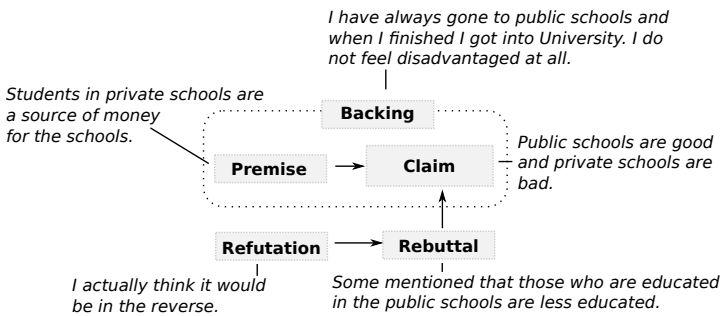 I have always gone to public schools and
when I finished I got into University. I do
not feel disadvantaged at all.
Students in private schools are
a source of money
for the schools.
Backing
Premise
Claim
Public schools are good
and private schools are
bad.
Refutation
Rebuttal
I actually think it would
be in the reverse.
Some mentioned that those who are educated
in the public schools are less educated.